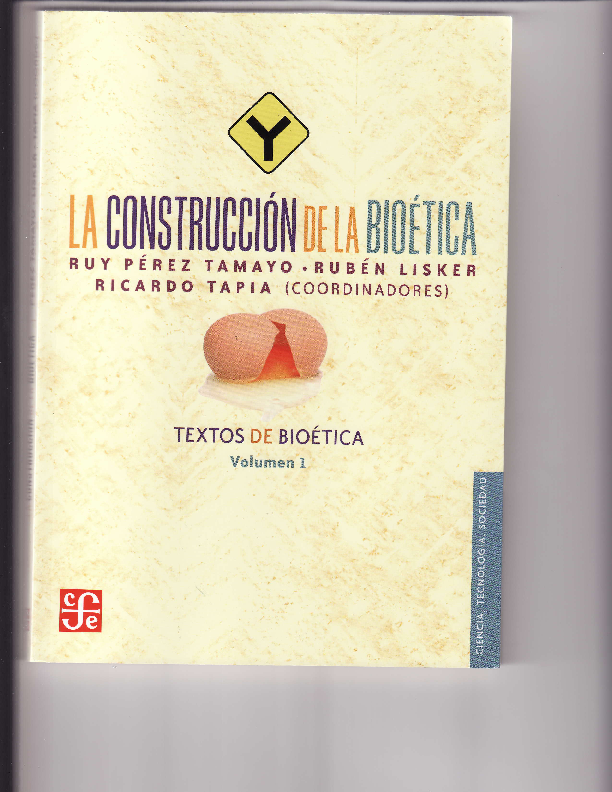 LA CONSTRUCCIÓN DE LA BIOÉTICA
RUY PÉREZ TAMAYO • RUBÉN LISKER
RICARDO TAPIA (COORDINADORES)
TEXTOS DE BIOÉTICA
Volumen 1
CIENCIA, TECNOLOGÍA, SOCIEDAD
cfe